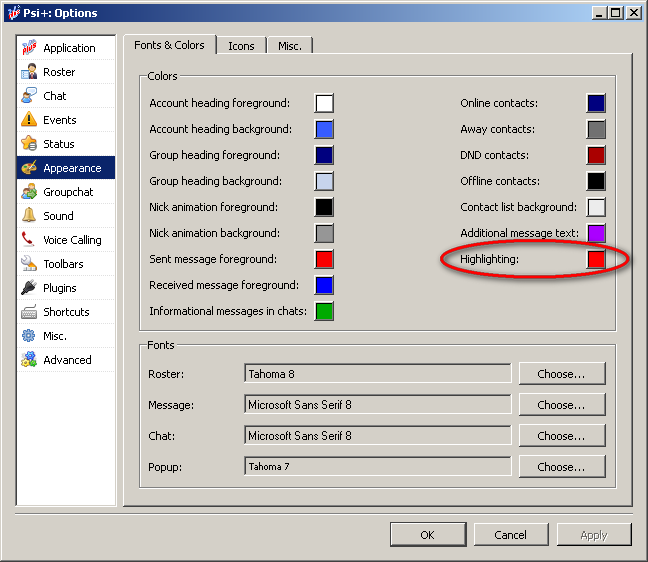 Psi+: Options
Application
Roster
Chat
Events
Status
Appearance
Groupchat
Sound
Voice Calling
Toolbars
Plugins
Shortcuts
Misc.
Advanced
Fonts & Colors Icons Misc.
Colors
Account heading foreground: Online contacts:
Account heading background: Away contacts:
Group heading foreground: DND contacts:
Group heading background: Offline contacts:
Nick animation foreground: Contact list background:
Nick animation background: Additional message text:
Sent message foreground: Highlighting:
Received message foreground:
Informational messages in chats:
Fonts
Roster: Tahoma 8 Choose...
Message: Microsoft Sans Serif 8 Choose...
Chat: Microsoft Sans Serif 8 Choose...
Popup: Tahoma 7 Choose...
OK Cancel Apply